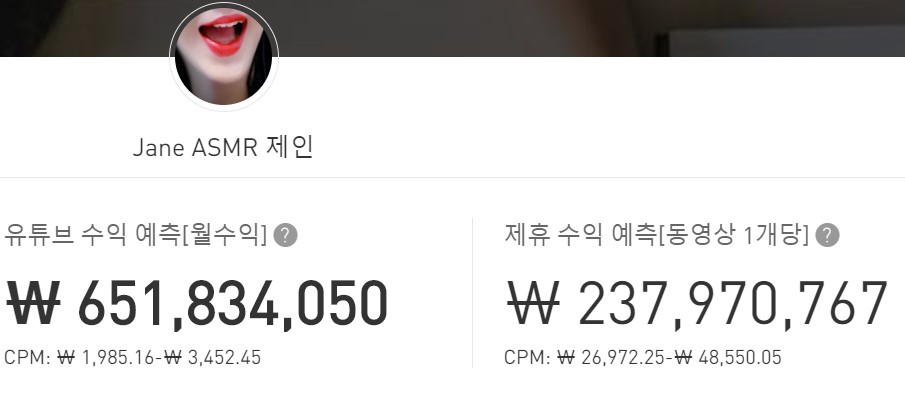 Jane ASMR 제인
유튜브 수익 예측[월수익] ?
₩ 651,834,050
CPM: ₩ 1,985.16-₩ 3,452.45
제휴 수익 예측[동영상 1개당] ?
₩ 237,970,767
CPM: ₩ 26,972.25-₩ 48,550.05